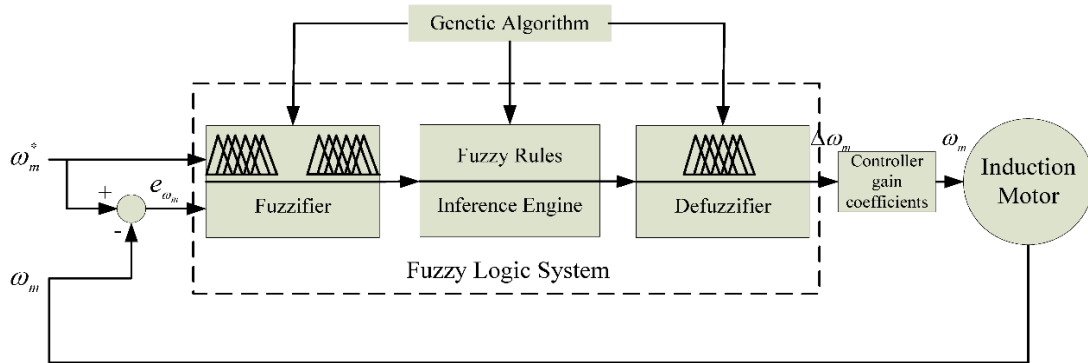 Genetic Algorithm
ω*m
+
eωm
-
ωm
Fuzzifier
Fuzzy Rules
Inference Engine
Defuzzifier
Fuzzy Logic System
Δωm
Controller
gain
coefficients
ωm
Induction
Motor